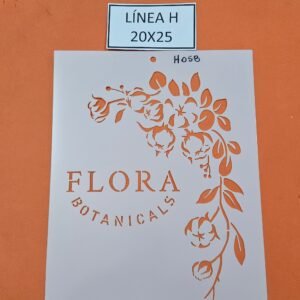 LÍNEA H
20X25
H058
FLORA
BOTANICALS